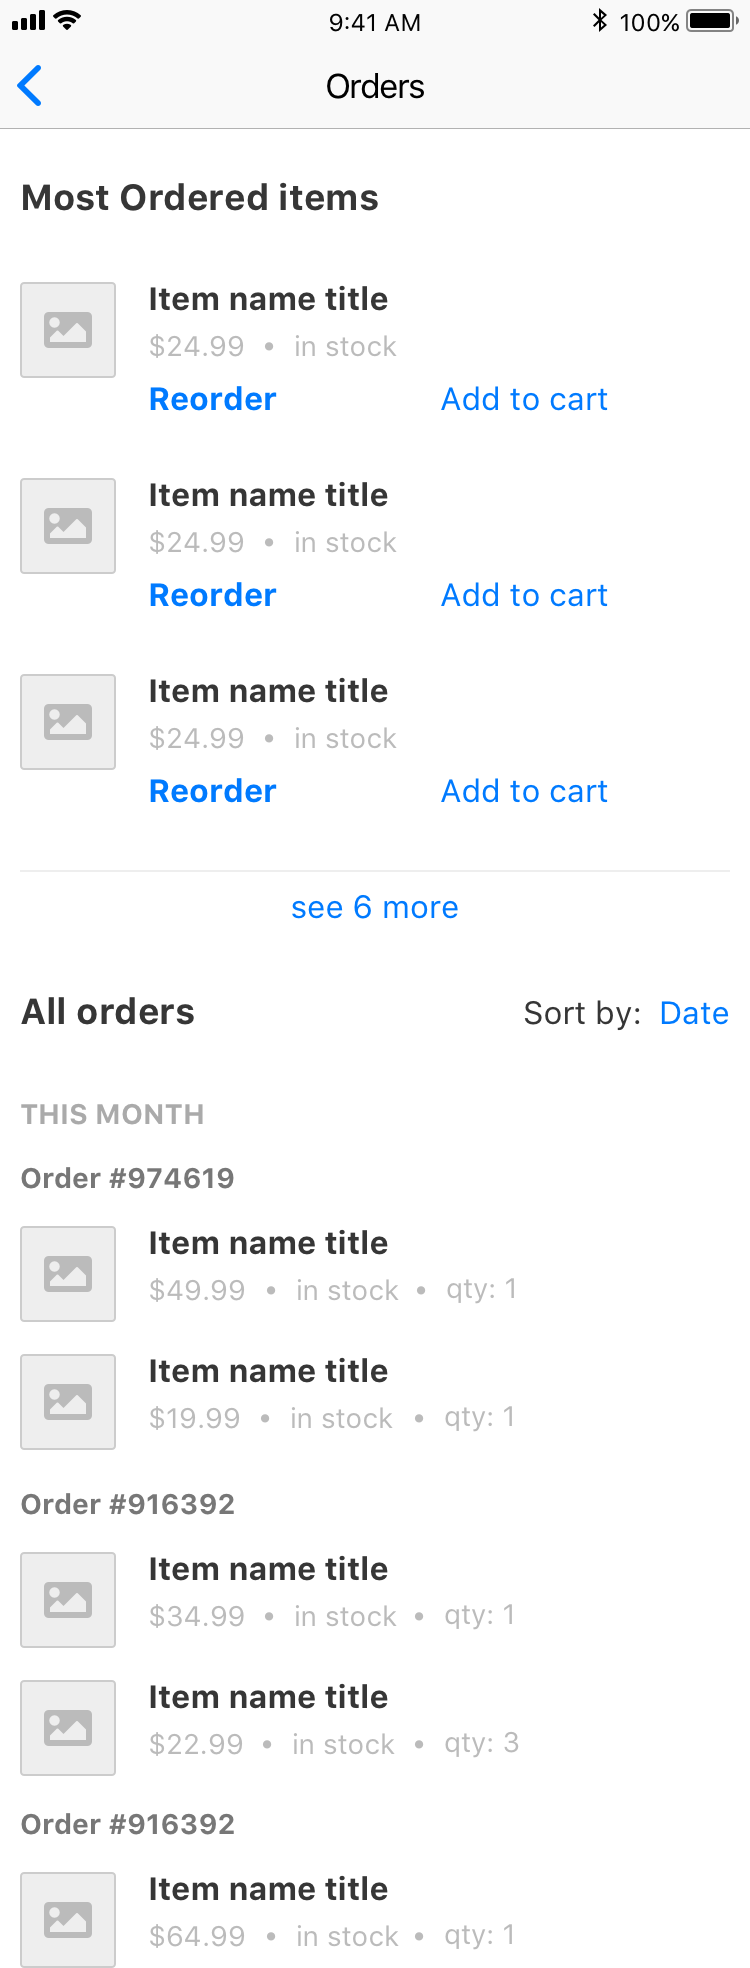 9:41 AM 100%
Orders
Most Ordered items
Item name title
$24.99 • in stock
Reorder Add to cart
Item name title
$24.99 • in stock
Reorder Add to cart
Item name title
$24.99 • in stock
Reorder Add to cart
see 6 more
All orders Sort by: Date
THIS MONTH
Order #974619
Item name title
$49.99 • in stock • qty: 1
Item name title
$19.99 • in stock • qty: 1
Order #916392
Item name title
$34.99 • in stock • qty: 1
Item name title
$22.99 • in stock • qty: 3
Order #916392
Item name title
$64.99 • in stock • qty: 1